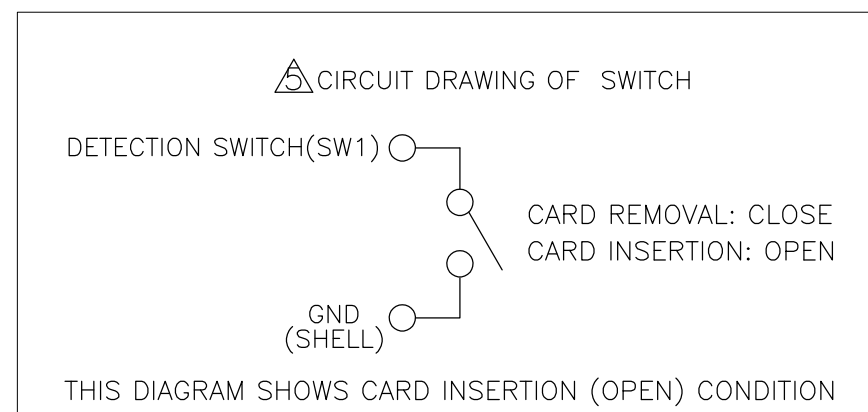 5 CIRCUIT DRAWING OF SWITCH
DETECTION SWITCH(SW1)
CARD REMOVAL: CLOSE
CARD INSERTION: OPEN
GND
(SHELL)
THIS DIAGRAM SHOWS CARD INSERTION (OPEN) CONDITION